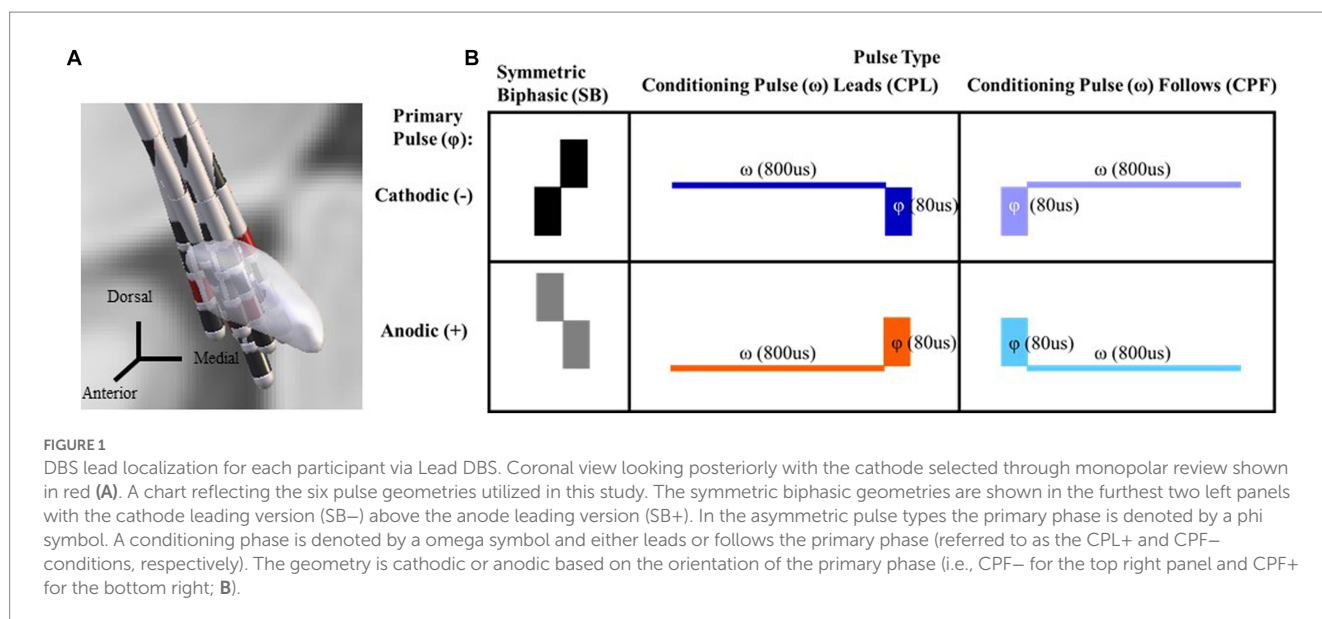 A
Dorsal
Medial
Anterior
B
Pulse Type
Symmetric
Biphasic (SB)
Conditioning Pulse (ω) Leads (CPL)
Conditioning Pulse (ω) Follows (CPF)
Primary
Pulse (φ):
Cathodic (-)
ω (800us)
φ (80us)
ω (800us)
φ (80us)
Anodic (+)
ω (800us)
φ (80us)
φ (80us)
ω (800us)
FIGURE 1
DBS lead localization for each participant via Lead DBS. Coronal view looking posteriorly with the cathode selected through monopolar review shown
in red (A). A chart reflecting the six pulse geometries utilized in this study. The symmetric biphasic geometries are shown in the furthest two left panels
with the cathode leading version (SB−) above the anode leading version (SB+). In the asymmetric pulse types the primary phase is denoted by a phi
symbol. A conditioning phase is denoted by a omega symbol and either leads or follows the primary phase (referred to as the CPL+ and CPF−
conditions, respectively). The geometry is cathodic or anodic based on the orientation of the primary phase (i.e., CPF− for the top right panel and CPF+
for the bottom right; B).